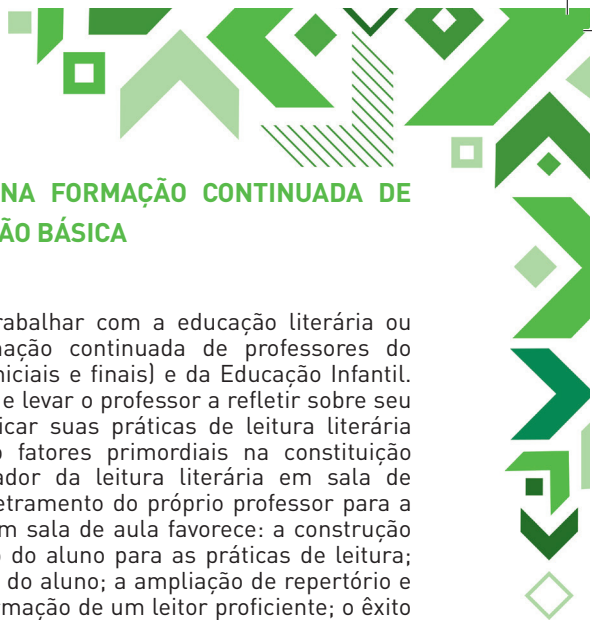 NA FORMAÇÃO CONTINUADA DE
ÃO BÁSICA
rabalhar com a educação literária ou
nação continuada de professores do
niciais e finais) e da Educação Infantil.
e levar o professor a refletir sobre seu
icar suas práticas de leitura literária
o fatores primordiais na constituição
ador da leitura literária em sala de
etramento do próprio professor para a
m sala de aula favorece: a construção
o do aluno para as práticas de leitura;
do aluno; a ampliação de repertório e
rmação de um leitor proficiente; o êxito